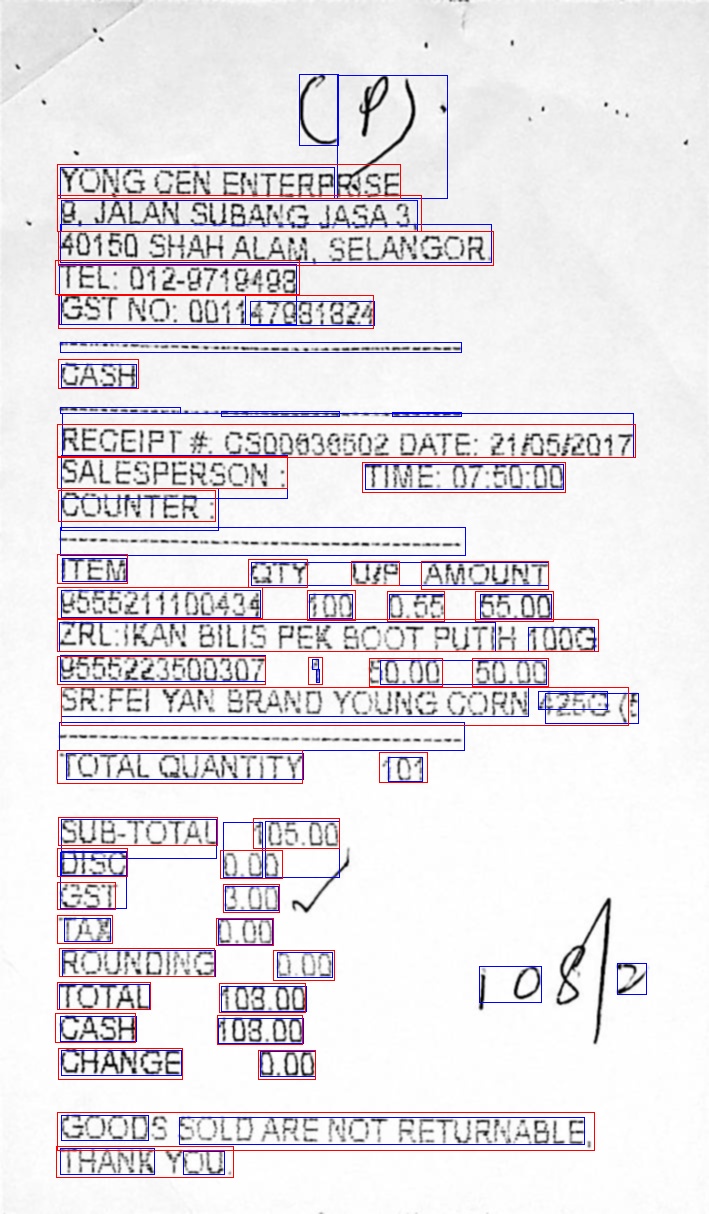 (P)
YONG CEN ENTERPRISE
9, JALAN SUBANG JASA 3,
40150 SHAH ALAM, SELANGOR.
TEL: 012-9719498
GST NO: 001147981824
CASH
RECEIPT #: CS00636502 DATE: 21/05/2017
SALESPERSON : TIME: 07:50:00
COUNTER :
ITEM QTY U/P AMOUNT
9555211100434 100 0.55 55.00
ZRL:IKAN BILIS PEK BOOT PUTIH 100G
9555223500307 1 50.00 50.00
SR:FEI YAN BRAND YOUNG CORN 425G (5
TOTAL QUANTITY 101
SUB-TOTAL 105.00
DISC 0.00
GST 3.00
TAX 0.00
ROUNDING 0.00
TOTAL 108.00
CASH 108.00
CHANGE 0.00
108/2
GOODS SOLD ARE NOT RETURNABLE,
THANK YOU.